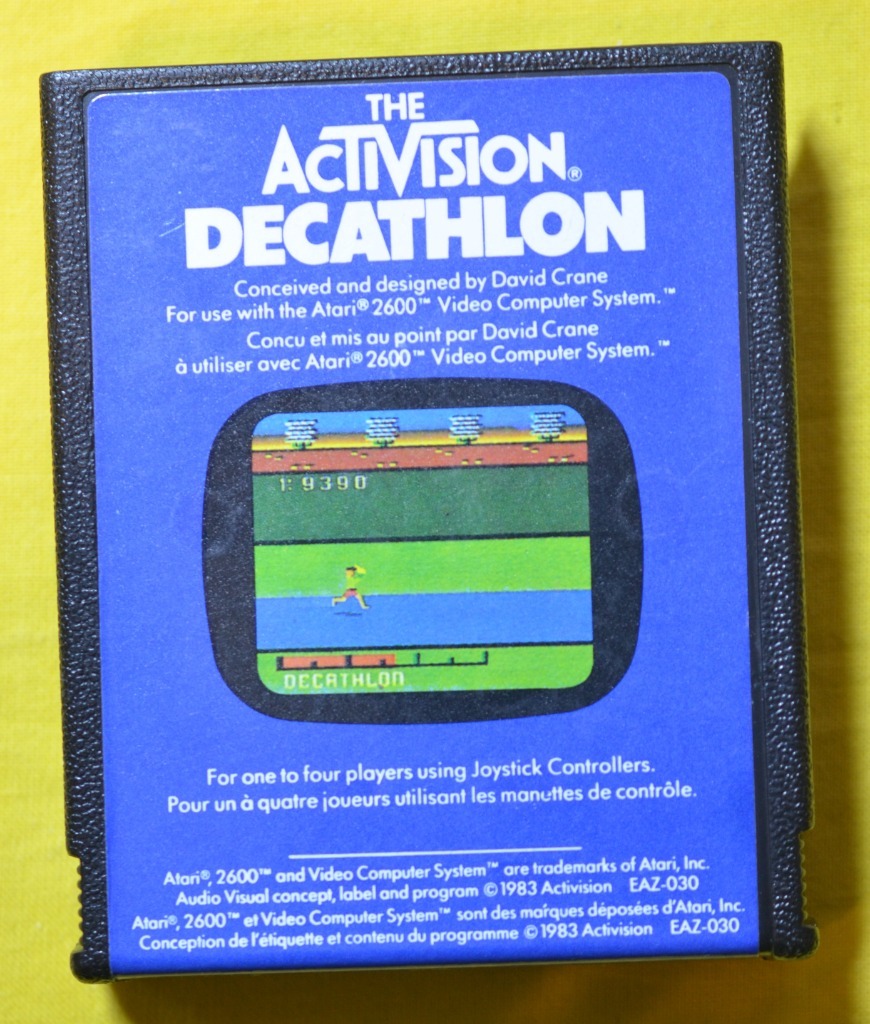 THE
ACTIVISION®
DECATHLON
Conceived and designed by David Crane
For use with the Atari® 2600™ Video Computer System.™
Concu et mis au point par David Crane
à utiliser avec Atari® 2600™ Video Computer System.™
1: 9390
DECATHLON
For one to four players using Joystick Controllers.
Pour un à quatre joueurs utilisant les manettes de contrôle.
Atari®, 2600™ and Video Computer System™ are trademarks of Atari, Inc.
Audio Visual concept, label and program © 1983 Activision EAZ-030
Atari®, 2600™ et Video Computer System™ sont des marques déposées d'Atari, Inc.
Conception de l'étiquette et contenu du programme © 1983 Activision EAZ-030